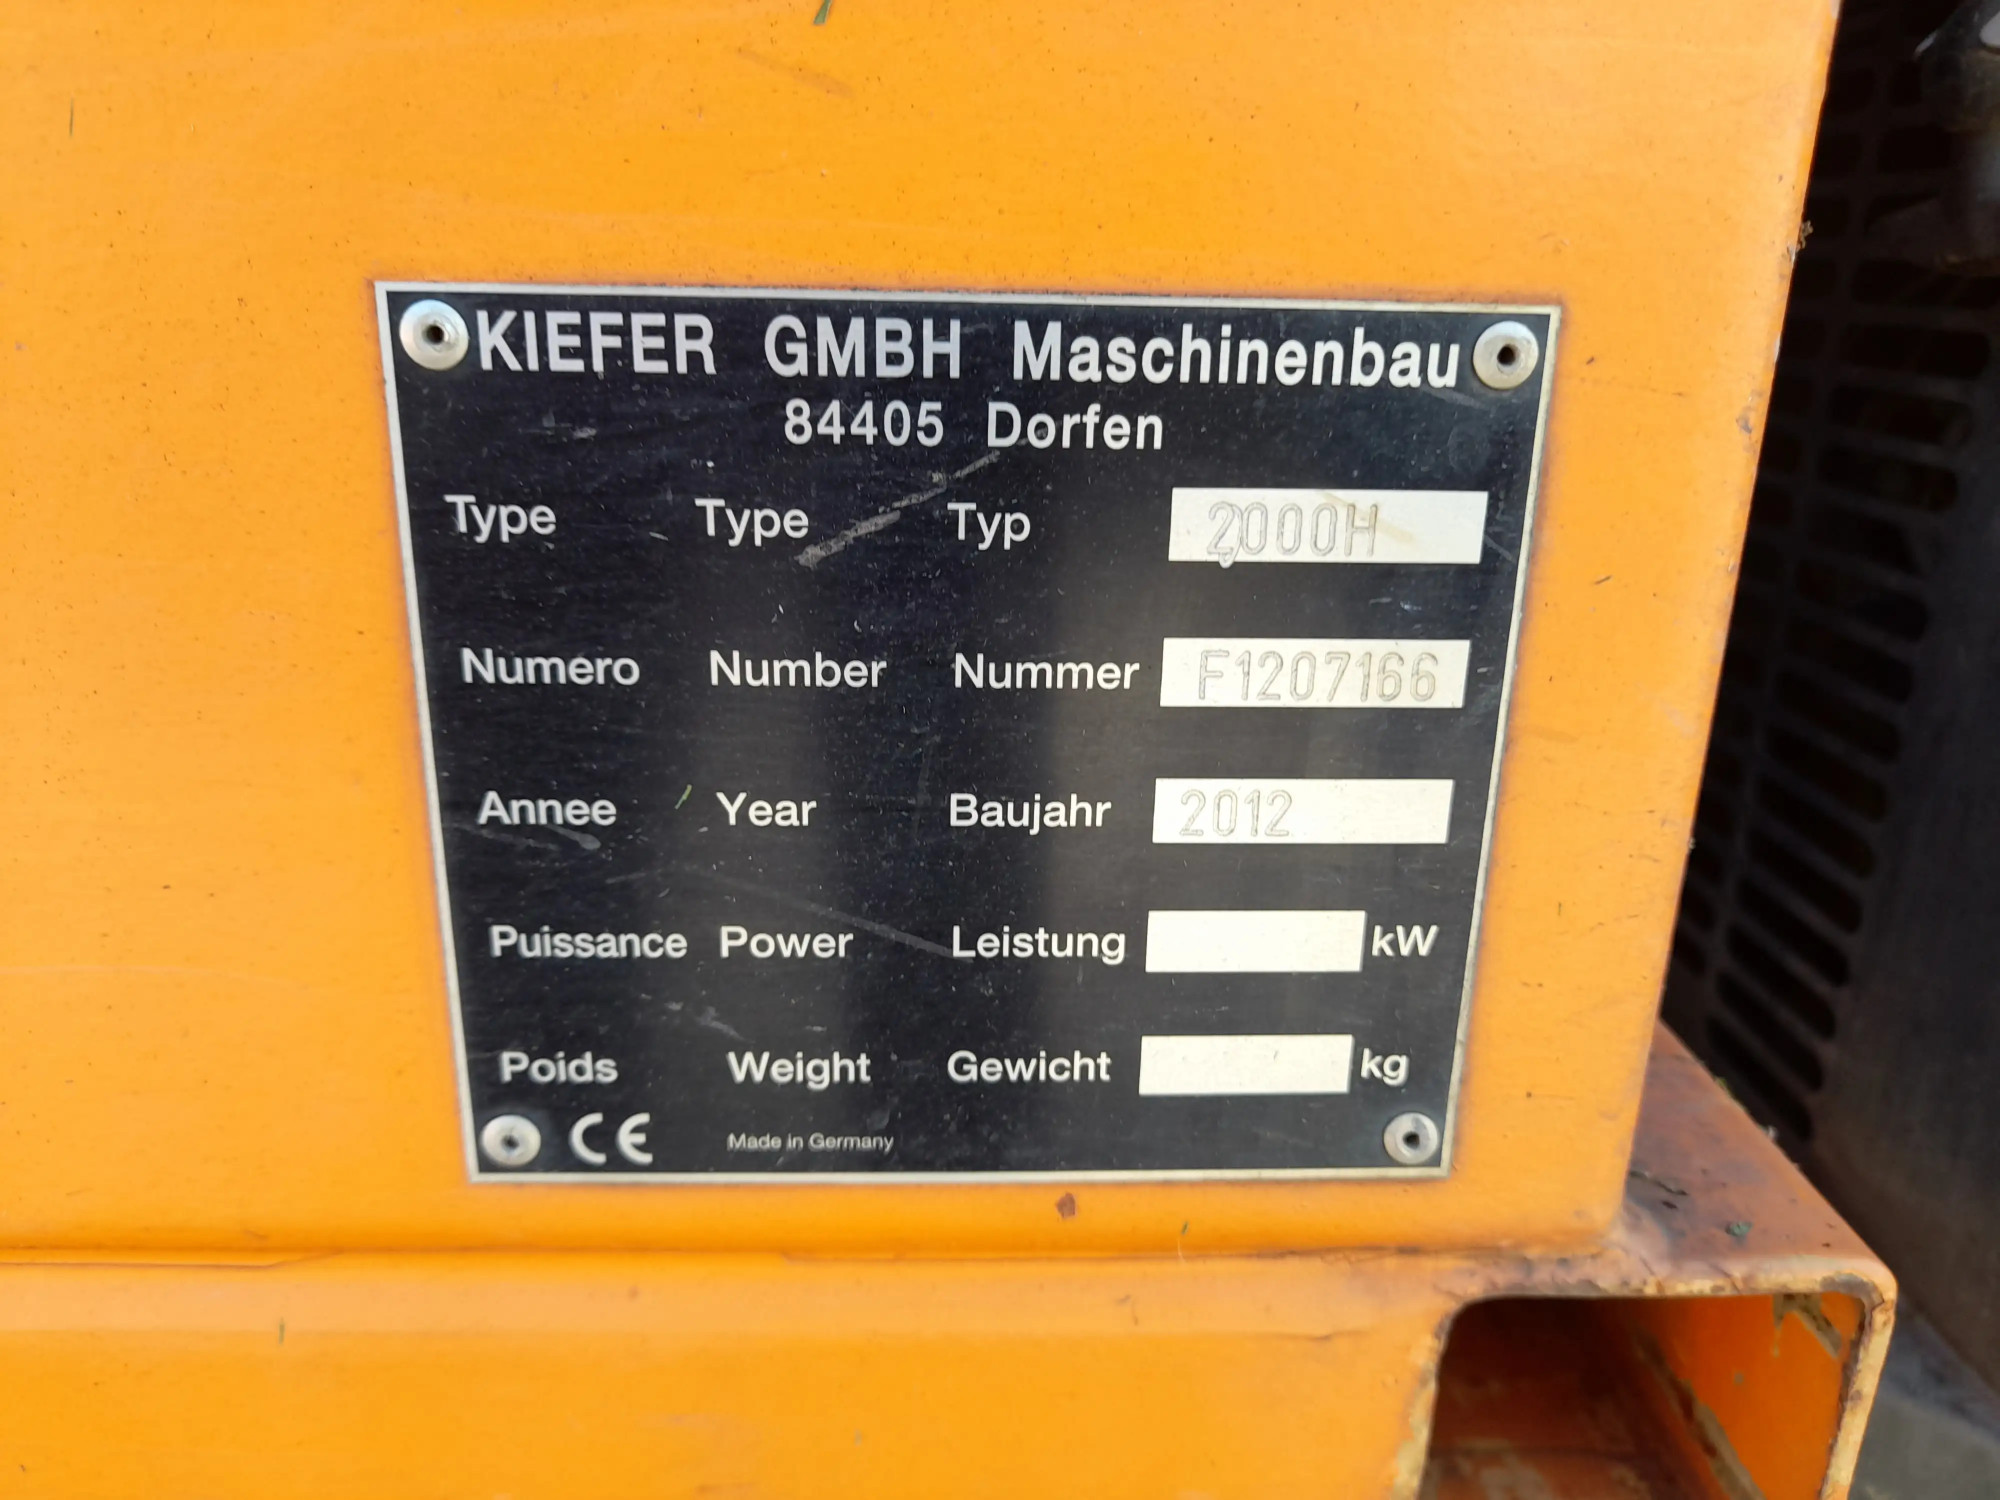 KIEFER GMBH Maschinenbau
84405 Dorfen
Type Type Typ 2000H
Numero Number Nummer F1207166
Annee Year Baujahr 2012
Puissance Power Leistung kW
Poids Weight Gewicht kg
CE Made in Germany